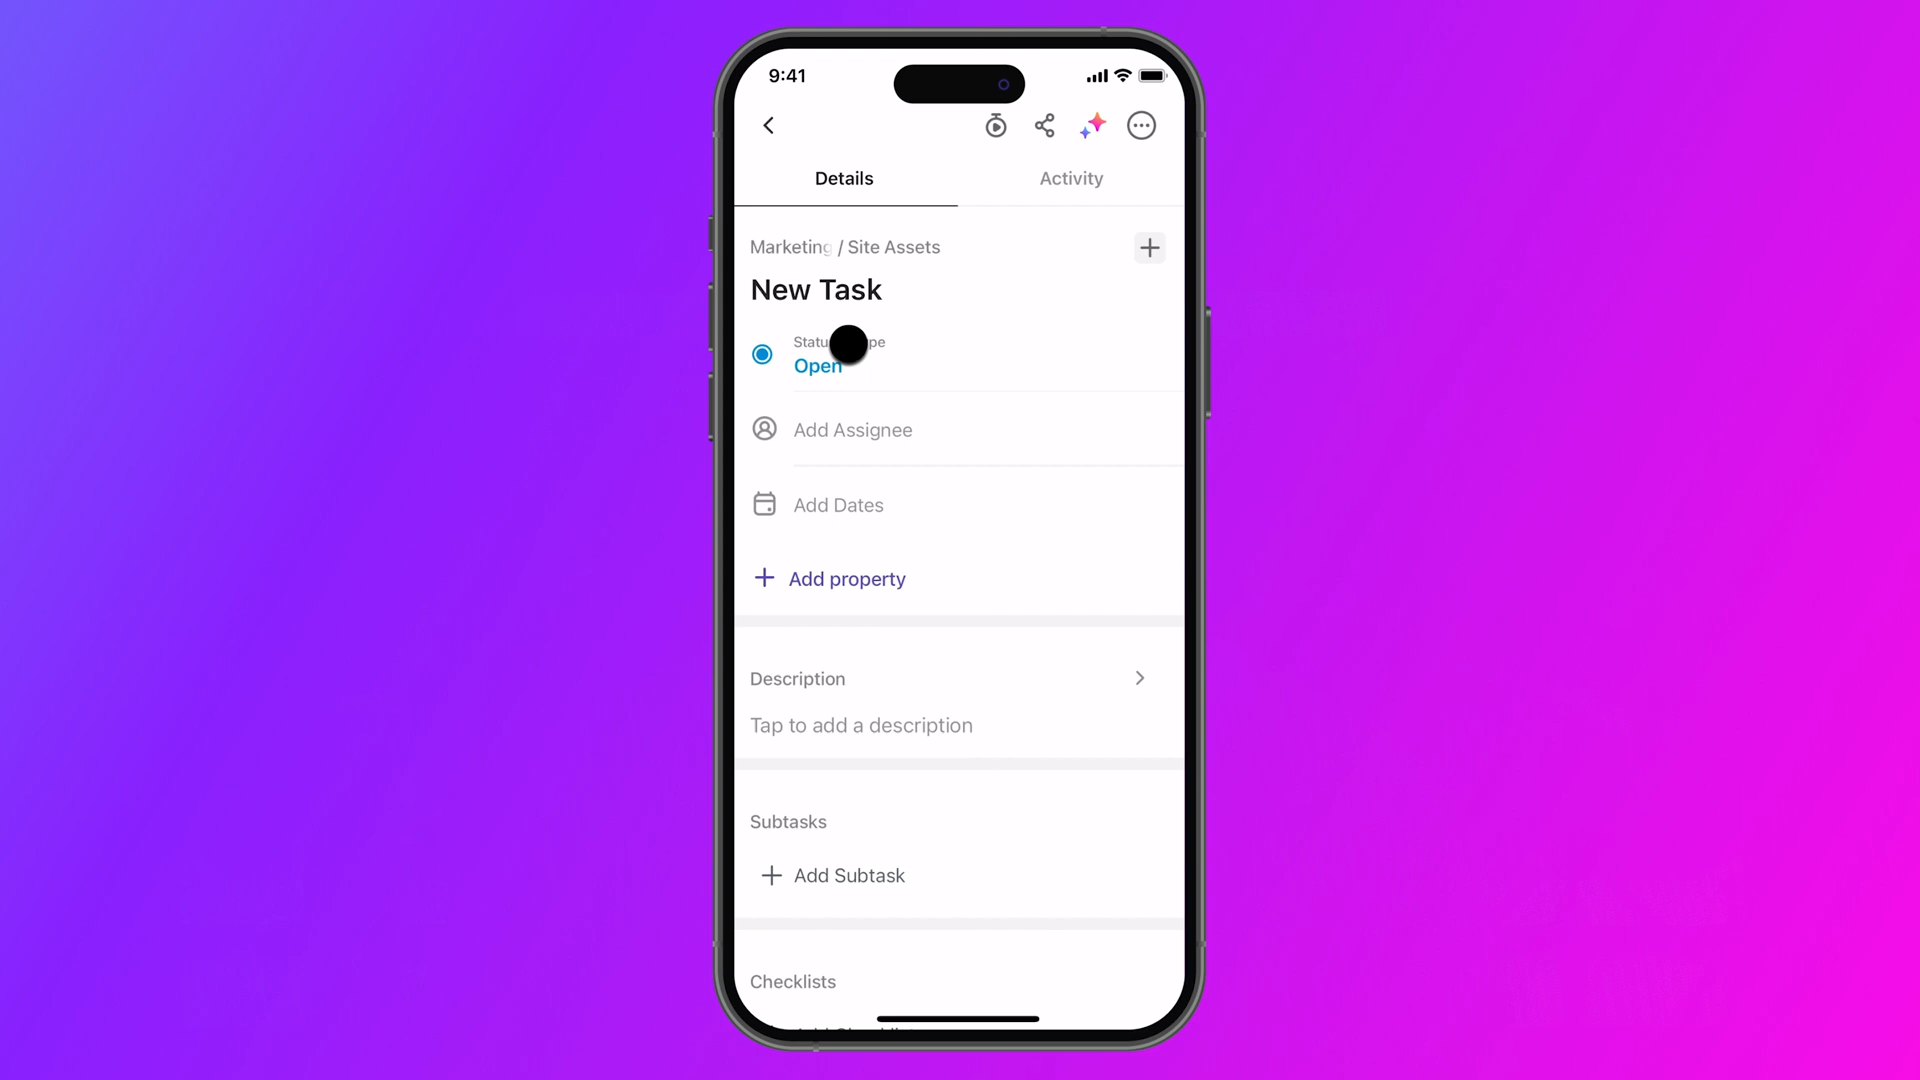 9:41
Details
Activity
Marketing / Site Assets
New Task
Open
Add Assignee
Add Dates
Add property
Description
Tap to add a description
Subtasks
Add Subtask
Checklists